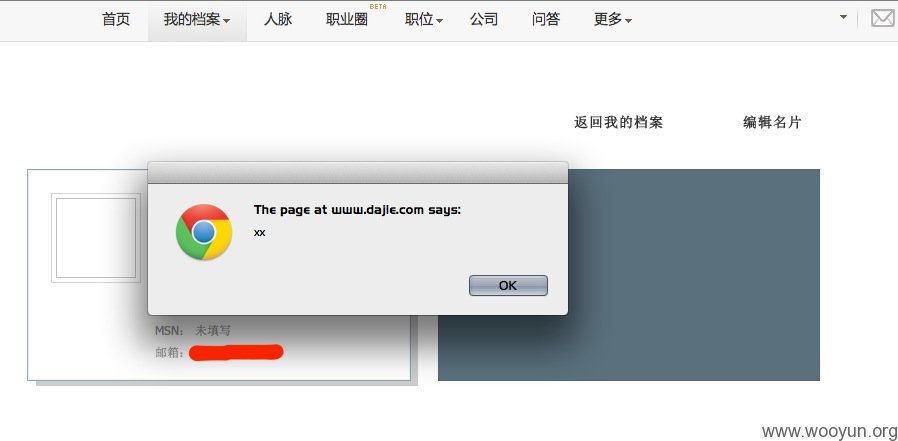 首页 我的档案 人脉 职业圈 BETA 职位 公司 问答 更多
返回我的档案 编辑名片
The page at www.dajie.com says:
xx
OK
MSN: 未填写
邮箱:
www.wooyun.org